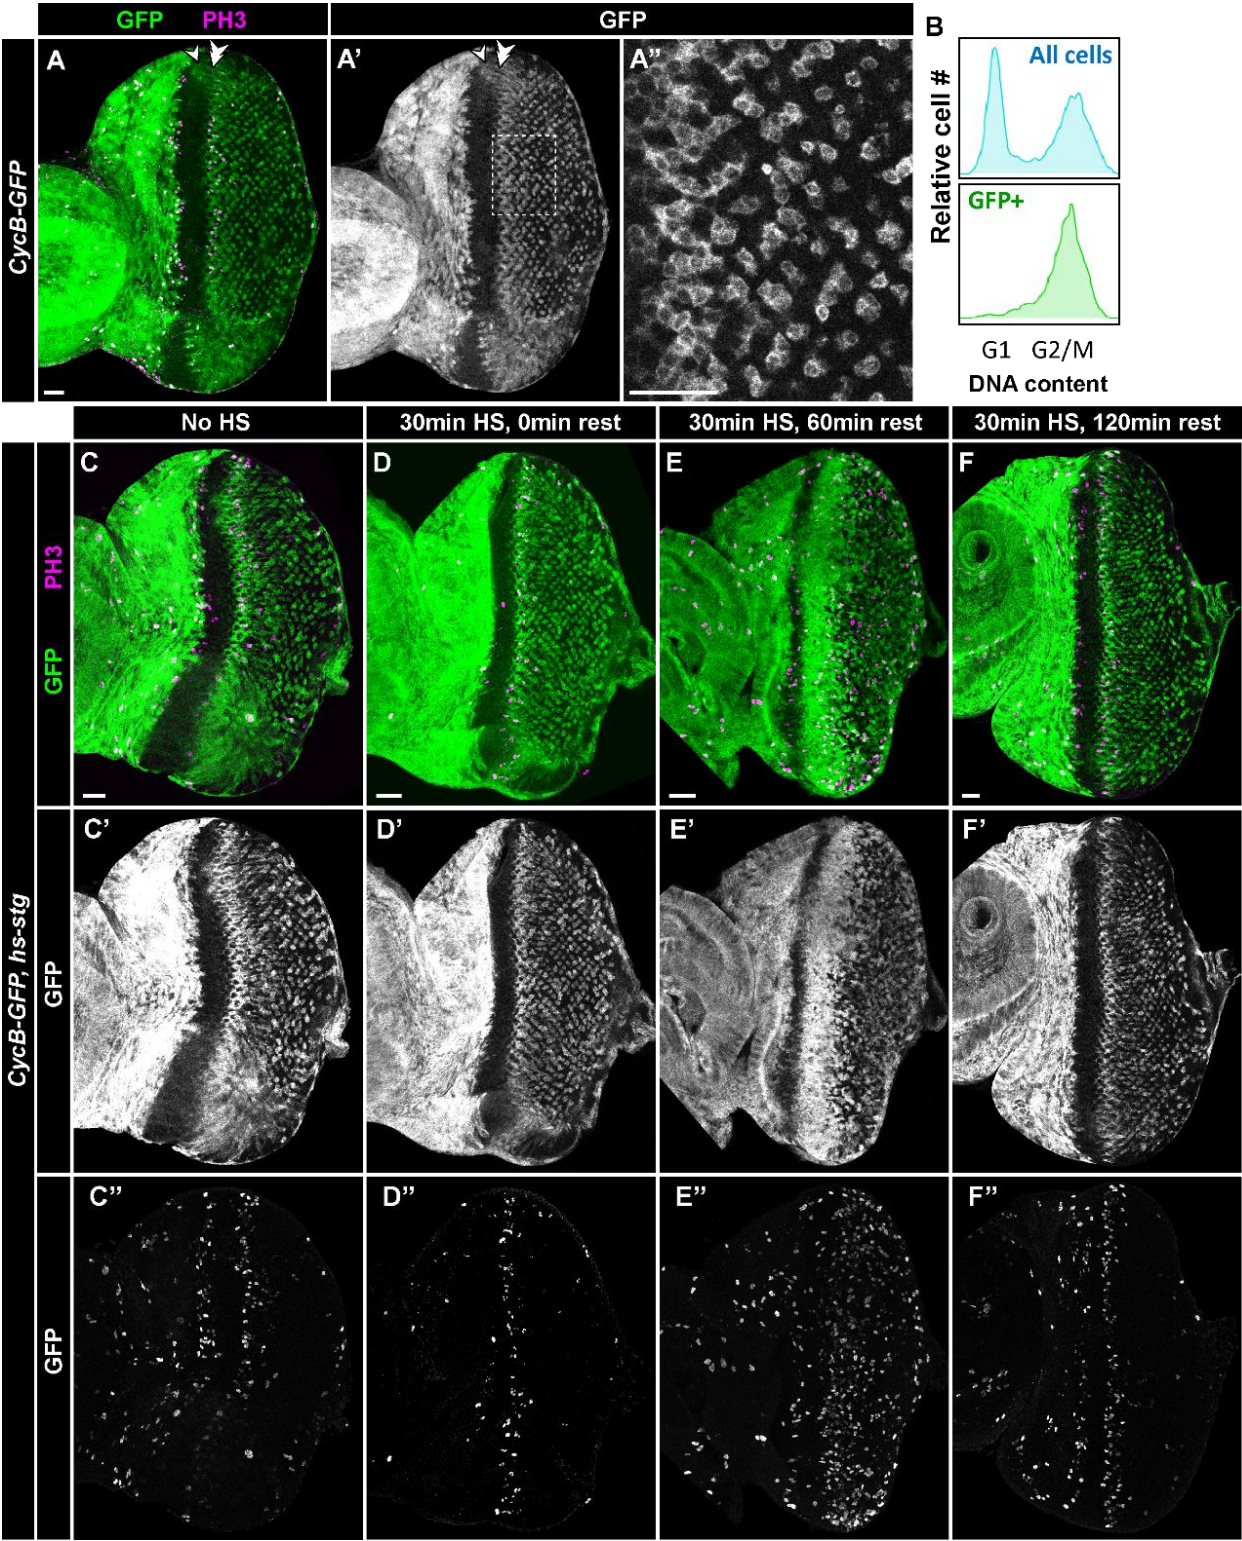 GFP PH3
GFP
CycB-GFP
A
A'
A"
B
Relative cell #
All cells
GFP+
G1 G2/M
DNA content
No HS
30min HS, 0min rest
30min HS, 60min rest
30min HS, 120min rest
CycB-GFP, hs-stg
GFP PH3
C
D
E
F
GFP
C'
D'
E'
F'
GFP
C"
D"
E"
F"